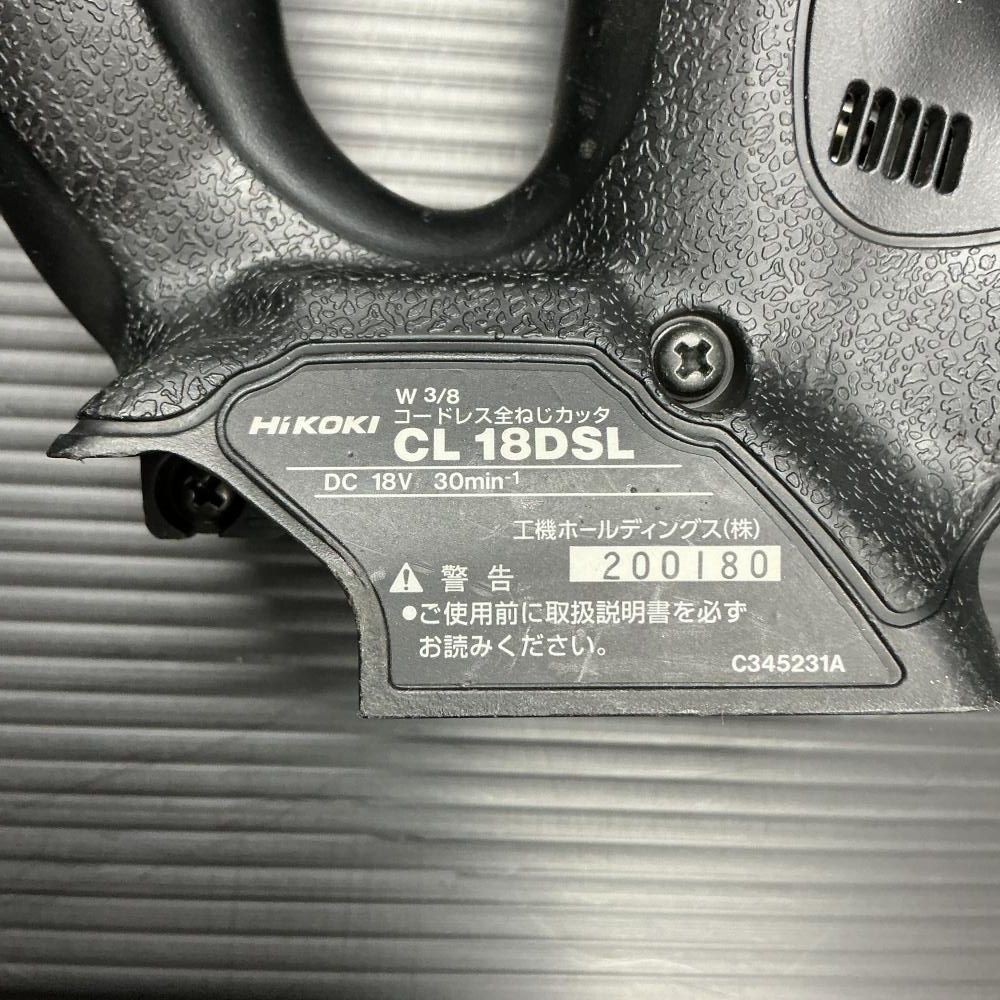 W 3/8
コードレス全ねじカッタ
HiKOKI CL 18DSL
DC 18V 30min-1
工機ホールディングス(株)
200180
警告
●ご使用前に取扱説明書を必ず
お読みください。
C345231A